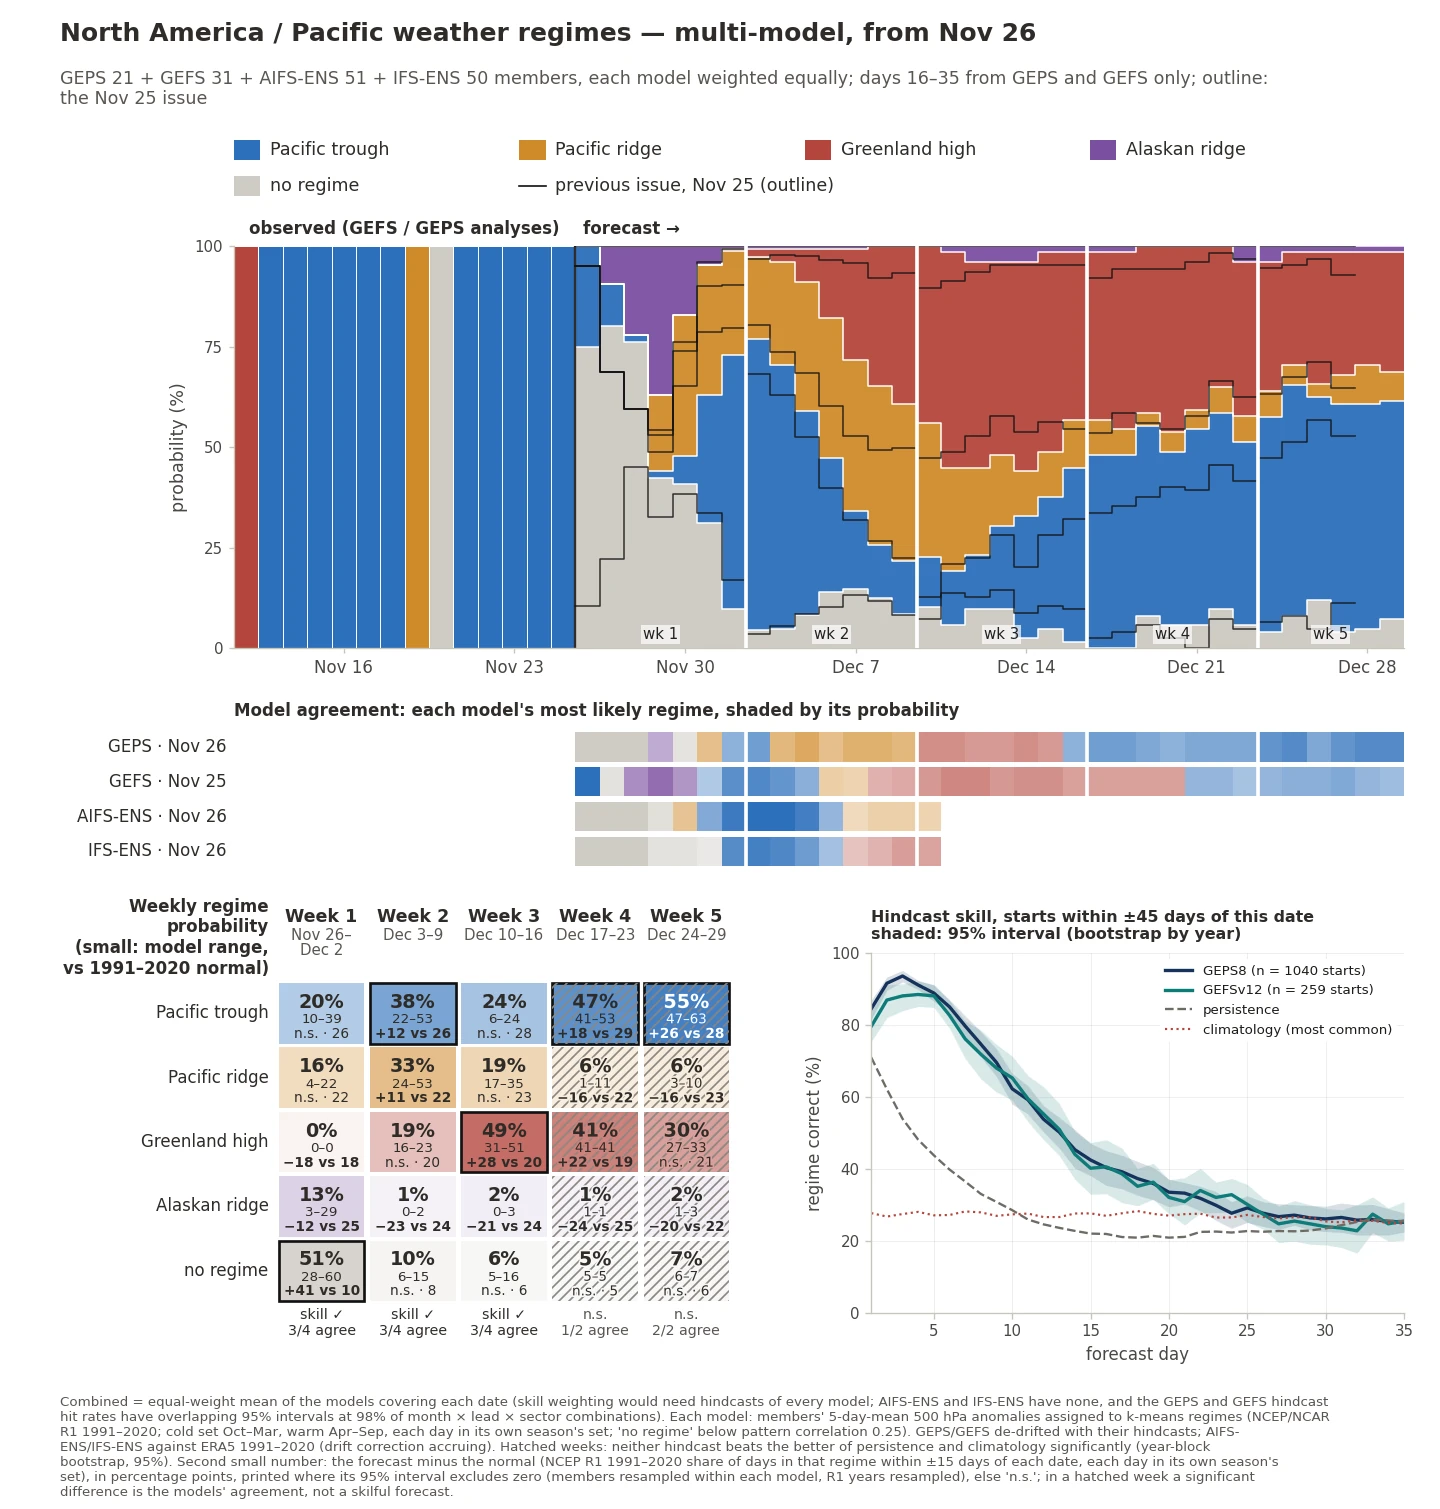 North America / Pacific weather regimes — multi-model, from Nov 26
GEPS 21 + GEFS 31 + AIFS-ENS 51 + IFS-ENS 50 members, each model weighted equally; days 16–35 from GEPS and GEFS only; outline:
the Nov 25 issue
Pacific trough
Pacific ridge
Greenland high
Alaskan ridge
no regime
previous issue, Nov 25 (outline)
observed (GEFS / GEPS analyses)
forecast →
probability (%)
100
75
50
25
0
wk 1
wk 2
wk 3
wk 4
wk 5
Nov 16
Nov 23
Nov 30
Dec 7
Dec 14
Dec 21
Dec 28
Model agreement: each model's most likely regime, shaded by its probability
GEPS · Nov 26
GEFS · Nov 25
AIFS-ENS · Nov 26
IFS-ENS · Nov 26
Weekly regime
probability
(small: model range,
vs 1991–2020 normal)
Week 1
Nov 26–
Dec 2
Week 2
Dec 3–9
Week 3
Dec 10–16
Week 4
Dec 17–23
Week 5
Dec 24–29
Pacific trough
20%
10–39
n.s. · 26
38%
22–53
+12 vs 26
24%
6–24
n.s. · 28
47%
41–53
+18 vs 29
55%
47–63
+26 vs 28
Pacific ridge
16%
4–22
n.s. · 22
33%
24–53
+11 vs 22
19%
17–35
n.s. · 23
6%
1–11
−16 vs 22
6%
3–10
−16 vs 23
Greenland high
0%
0–0
−18 vs 18
19%
16–23
n.s. · 20
49%
31–51
+28 vs 20
41%
41–41
+22 vs 19
30%
27–33
n.s. · 21
Alaskan ridge
13%
3–29
−12 vs 25
1%
0–2
−23 vs 24
2%
0–3
−21 vs 24
1%
1–1
−24 vs 25
2%
1–3
−20 vs 22
no regime
51%
28–60
+41 vs 10
10%
6–15
n.s. · 8
6%
5–16
n.s. · 6
5%
5–5
n.s. · 5
7%
6–7
n.s. · 6
skill ✓
3/4 agree
skill ✓
3/4 agree
skill ✓
3/4 agree
n.s.
1/2 agree
n.s.
2/2 agree
Hindcast skill, starts within ±45 days of this date
shaded: 95% interval (bootstrap by year)
GEPS8 (n = 1040 starts)
GEFSv12 (n = 259 starts)
persistence
climatology (most common)
regime correct (%)
100
80
60
40
20
0
5
10
15
20
25
30
35
forecast day
Combined = equal-weight mean of the models covering each date (skill weighting would need hindcasts of every model; AIFS-ENS and IFS-ENS have none, and the GEPS and GEFS hindcast
hit rates have overlapping 95% intervals at 98% of month × lead × sector combinations). Each model: members' 5-day-mean 500 hPa anomalies assigned to k-means regimes (NCEP/NCAR
R1 1991–2020; cold set Oct–Mar, warm Apr–Sep, each day in its own season's set; 'no regime' below pattern correlation 0.25). GEPS/GEFS de-drifted with their hindcasts; AIFS-
ENS/IFS-ENS against ERA5 1991–2020 (drift correction accruing). Hatched weeks: neither hindcast beats the better of persistence and climatology significantly (year-block
bootstrap, 95%). Second small number: the forecast minus the normal (NCEP R1 1991–2020 share of days in that regime within ±15 days of each date, each day in its own season's
set), in percentage points, printed where its 95% interval excludes zero (members resampled within each model, R1 years resampled), else 'n.s.'; in a hatched week a significant
difference is the models' agreement, not a skilful forecast.